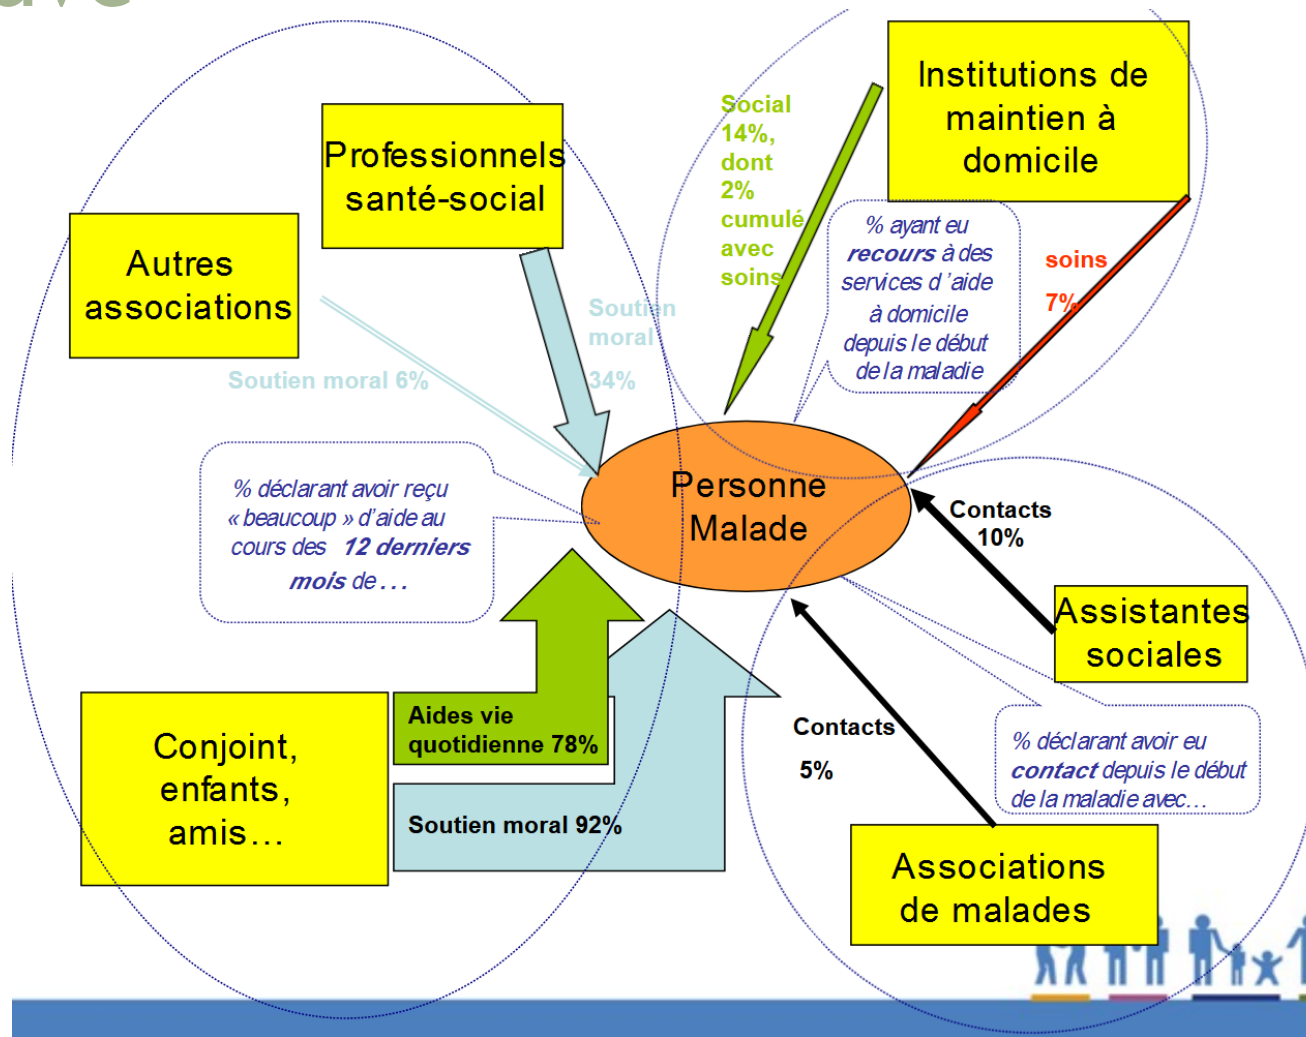 Institutions de
maintien à
domicile
Social
14%,
dont
2%
cumulé
avec
soins
Professionnels
santé-social
% ayant eu
recours à des
services d'aide
à domicile
depuis le début
de la maladie
soins
7%
Autres
associations
Soutien
moral
34%
Soutien moral 6%
Personne
Malade
% déclarant avoir reçu
« beaucoup » d'aide au
cours des 12 derniers
mois de…
Contacts
10%
Assistantes
sociales
Aides vie
quotidienne 78%
Conjoint,
enfants,
amis…
Soutien moral 92%
Contacts
5%
% déclarant avoir eu
contact depuis le début
de la maladie avec…
Associations
de malades